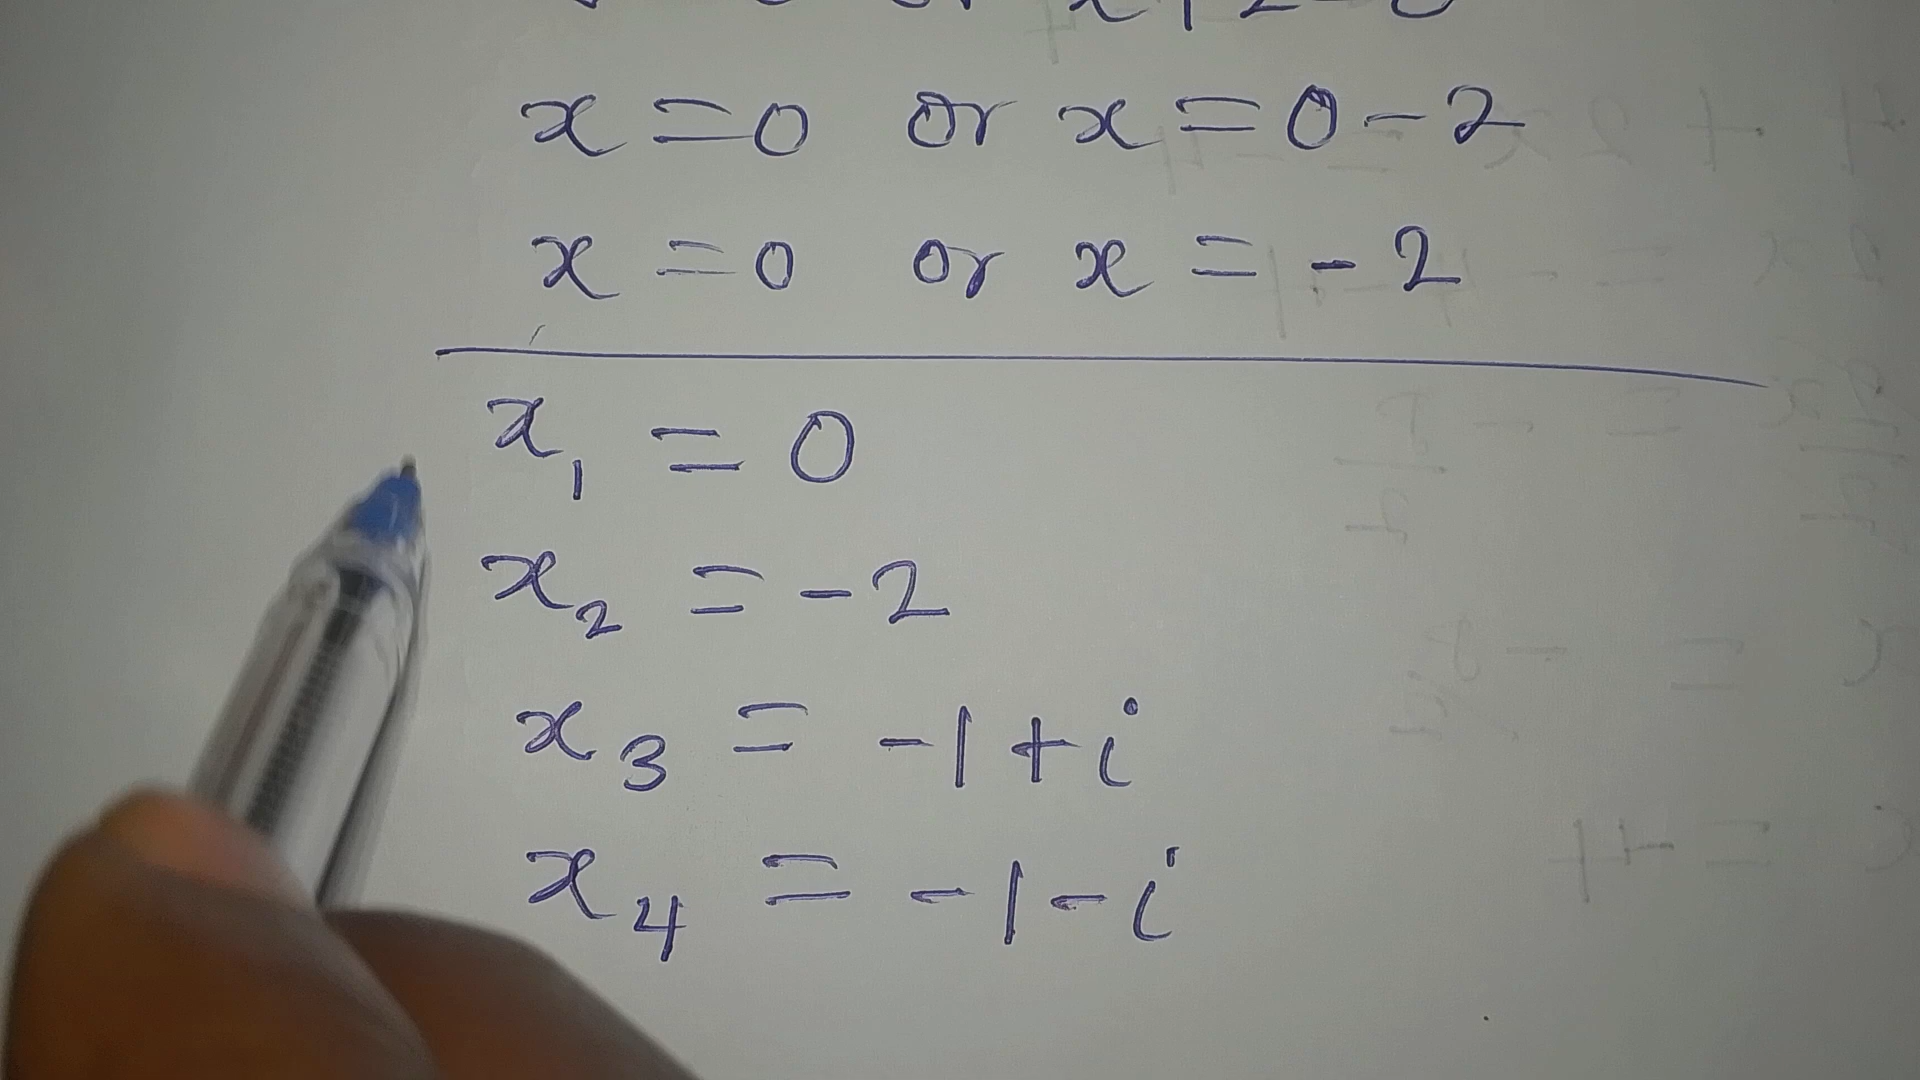 x = 0 or x = 0 - 2
x = 0 or x = - 2
x₁ = 0
x₂ = - 2
x₃ = - 1 + i
x₄ = - 1 - i